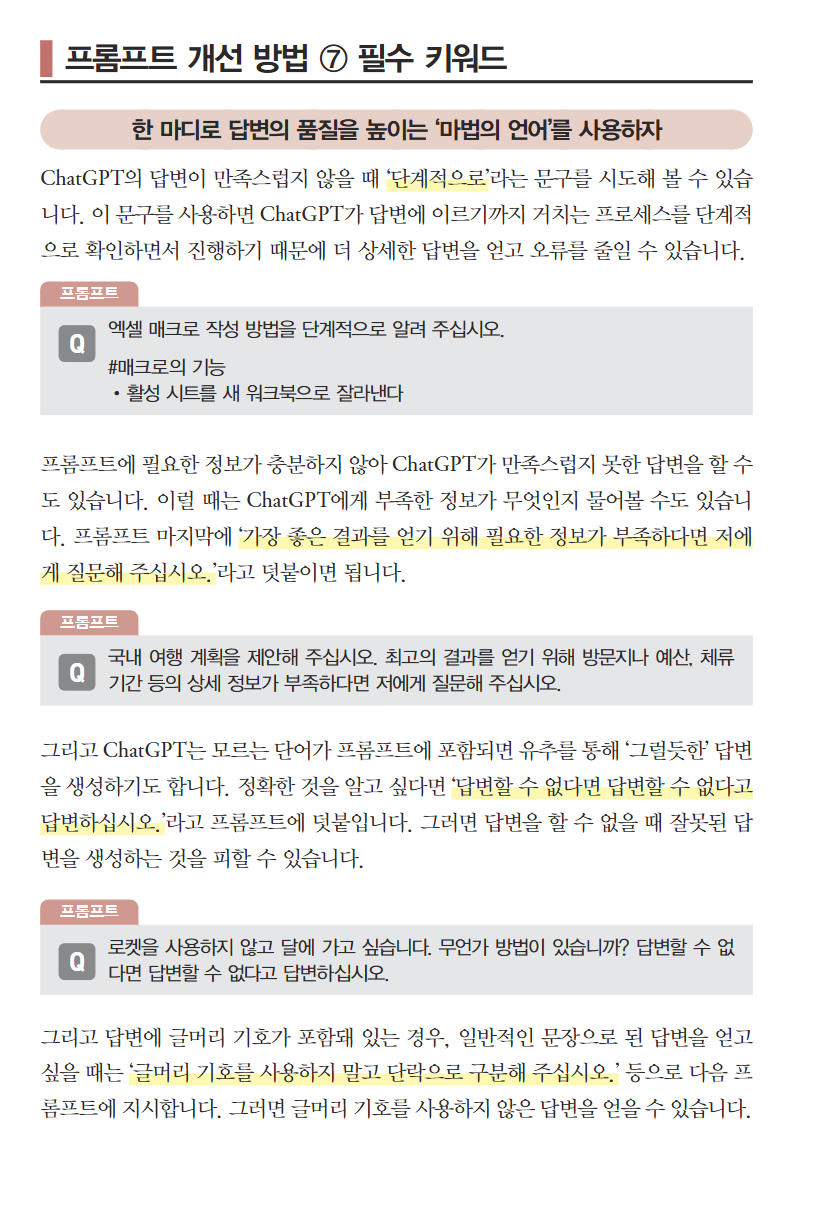 프롬프트 개선 방법 ⑦ 필수 키워드
한 마디로 답변의 품질을 높이는 ‘마법의 언어’를 사용하자
ChatGPT의 답변이 만족스럽지 않을 때 ‘단계적으로’라는 문구를 시도해 볼 수 있습
니다. 이 문구를 사용하면 ChatGPT가 답변에 이르기까지 거치는 프로세스를 단계적
으로 확인하면서 진행하기 때문에 더 상세한 답변을 얻고 오류를 줄일 수 있습니다.
프롬프트
Q
엑셀 매크로 작성 방법을 단계적으로 알려 주십시오.
#매크로의 기능
• 활성 시트를 새 워크북으로 잘라낸다
프롬프트에 필요한 정보가 충분하지 않아 ChatGPT가 만족스럽지 못한 답변을 할 수
도 있습니다. 이럴 때는 ChatGPT에게 부족한 정보가 무엇인지 물어볼 수도 있습니
다. 프롬프트 마지막에 ‘가장 좋은 결과를 얻기 위해 필요한 정보가 부족하다면 저에
게 질문해 주십시오.’라고 덧붙이면 됩니다.
프롬프트
Q
국내 여행 계획을 제안해 주십시오. 최고의 결과를 얻기 위해 방문지나 예산, 체류
기간 등의 상세 정보가 부족하다면 저에게 질문해 주십시오.
그리고 ChatGPT는 모르는 단어가 프롬프트에 포함되면 유추를 통해 ‘그럴듯한’ 답변
을 생성하기도 합니다. 정확한 것을 알고 싶다면 ‘답변할 수 없다면 답변할 수 없다고
답변하십시오.’라고 프롬프트에 덧붙입니다. 그러면 답변을 할 수 없을 때 잘못된 답
변을 생성하는 것을 피할 수 있습니다.
프롬프트
Q
로켓을 사용하지 않고 달에 가고 싶습니다. 무언가 방법이 있습니까? 답변할 수 없
다면 답변할 수 없다고 답변하십시오.
그리고 답변에 글머리 기호가 포함돼 있는 경우, 일반적인 문장으로 된 답변을 얻고
싶을 때는 ‘글머리 기호를 사용하지 말고 단락으로 구분해 주십시오.’ 등으로 다음 프
롬프트에 지시합니다. 그러면 글머리 기호를 사용하지 않은 답변을 얻을 수 있습니다.